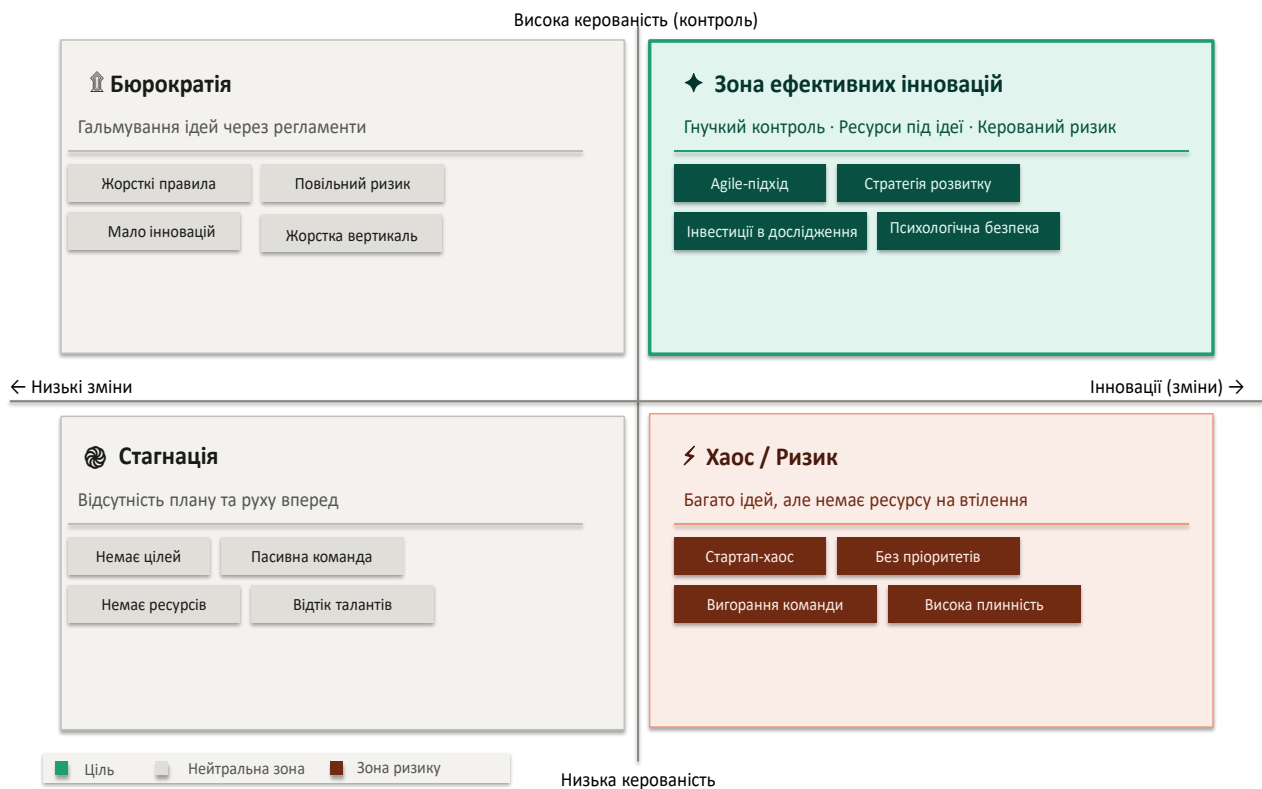 Висока керованість (контроль)
Бюрократія
Гальмування ідей через регламенти
Жорсткі правила
Повільний ризик
Мало інновацій
Жорстка вертикаль
Зона ефективних інновацій
Гнучкий контроль · Ресурси під ідеї · Керований ризик
Agile-підхід
Стратегія розвитку
Інвестиції в дослідження
Психологічна безпека
← Низькі зміни
Інновації (зміни) →
Стагнація
Відсутність плану та руху вперед
Немає цілей
Пасивна команда
Немає ресурсів
Відтік талантів
Хаос / Ризик
Багато ідей, але немає ресурсу на втілення
Стартап-хаос
Без пріоритетів
Вигорання команди
Висока плинність
Ціль
Нейтральна зона
Зона ризику
Низька керованість